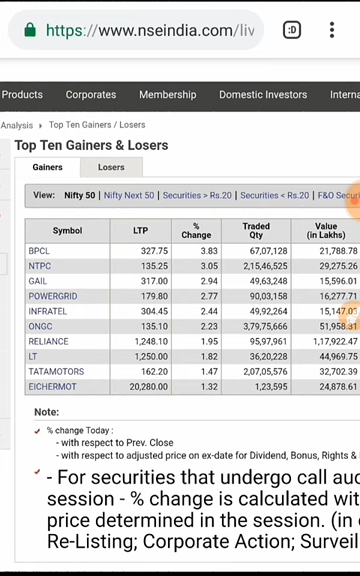 https://www.nseindia.com/liv :D
Products Corporates Membership Domestic Investors Interna
Analysis › Top Ten Gainers / Losers
Top Ten Gainers & Losers
Gainers Losers
View: Nifty 50 | Nifty Next 50 | Securities > Rs.20 | Securities < Rs.20 | F&O Securi
Symbol LTP % Change Traded Qty Value (in Lakhs)
BPCL 327.75 3.83 67,07,128 21,788.78
NTPC 135.25 3.05 2,15,46,525 29,275.26
GAIL 317.00 2.94 49,63,248 15,596.01
POWERGRID 179.80 2.77 90,03,158 16,277.71
INFRATEL 304.45 2.44 49,92,264 15,147.03
ONGC 135.10 2.23 3,79,75,666 51,958.31
RELIANCE 1,248.10 1.95 95,97,961 1,17,922.47
LT 1,250.00 1.82 36,20,228 44,969.75
TATAMOTORS 162.20 1.47 2,07,05,576 32,702.39
EICHERMOT 20,280.00 1.32 1,23,595 24,878.61
Note:
% change Today :
- with respect to Prev. Close
- with respect to adjusted price on ex-date for Dividend, Bonus, Rights &
- For securities that undergo call auc
session - % change is calculated wit
price determined in the session. (in
Re-Listing; Corporate Action; Surveil